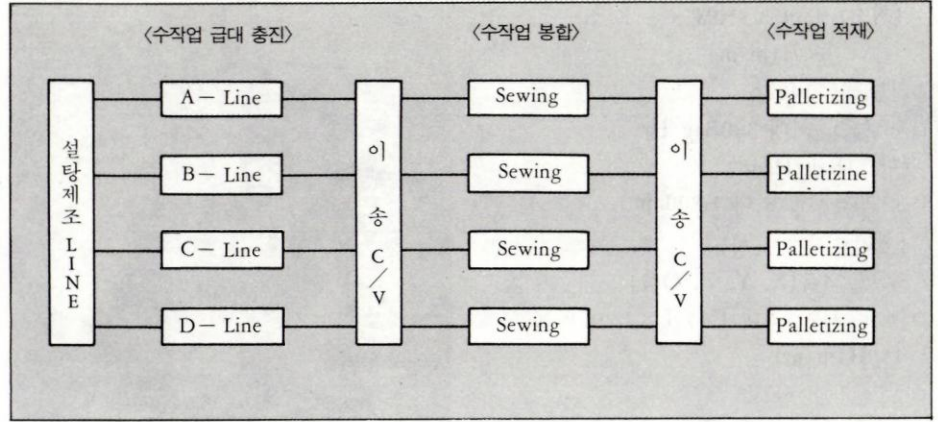 〈수작업 급대 충진〉 〈수작업 봉합〉 〈수작업 적재〉
설탕제조 LINE
A — Line
B — Line
C — Line
D — Line
이송 C/V
Sewing
Sewing
Sewing
Sewing
이송 C/V
Palletizing
Palletizine
Palletizing
Palletizing